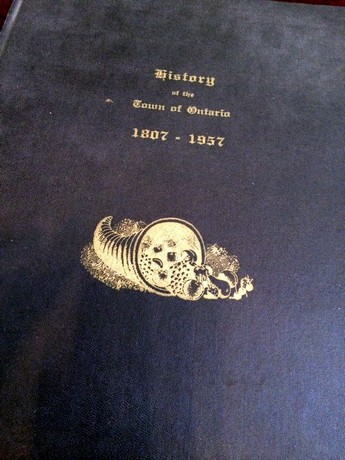 History
of the
Town of Ontario
1807 - 1957